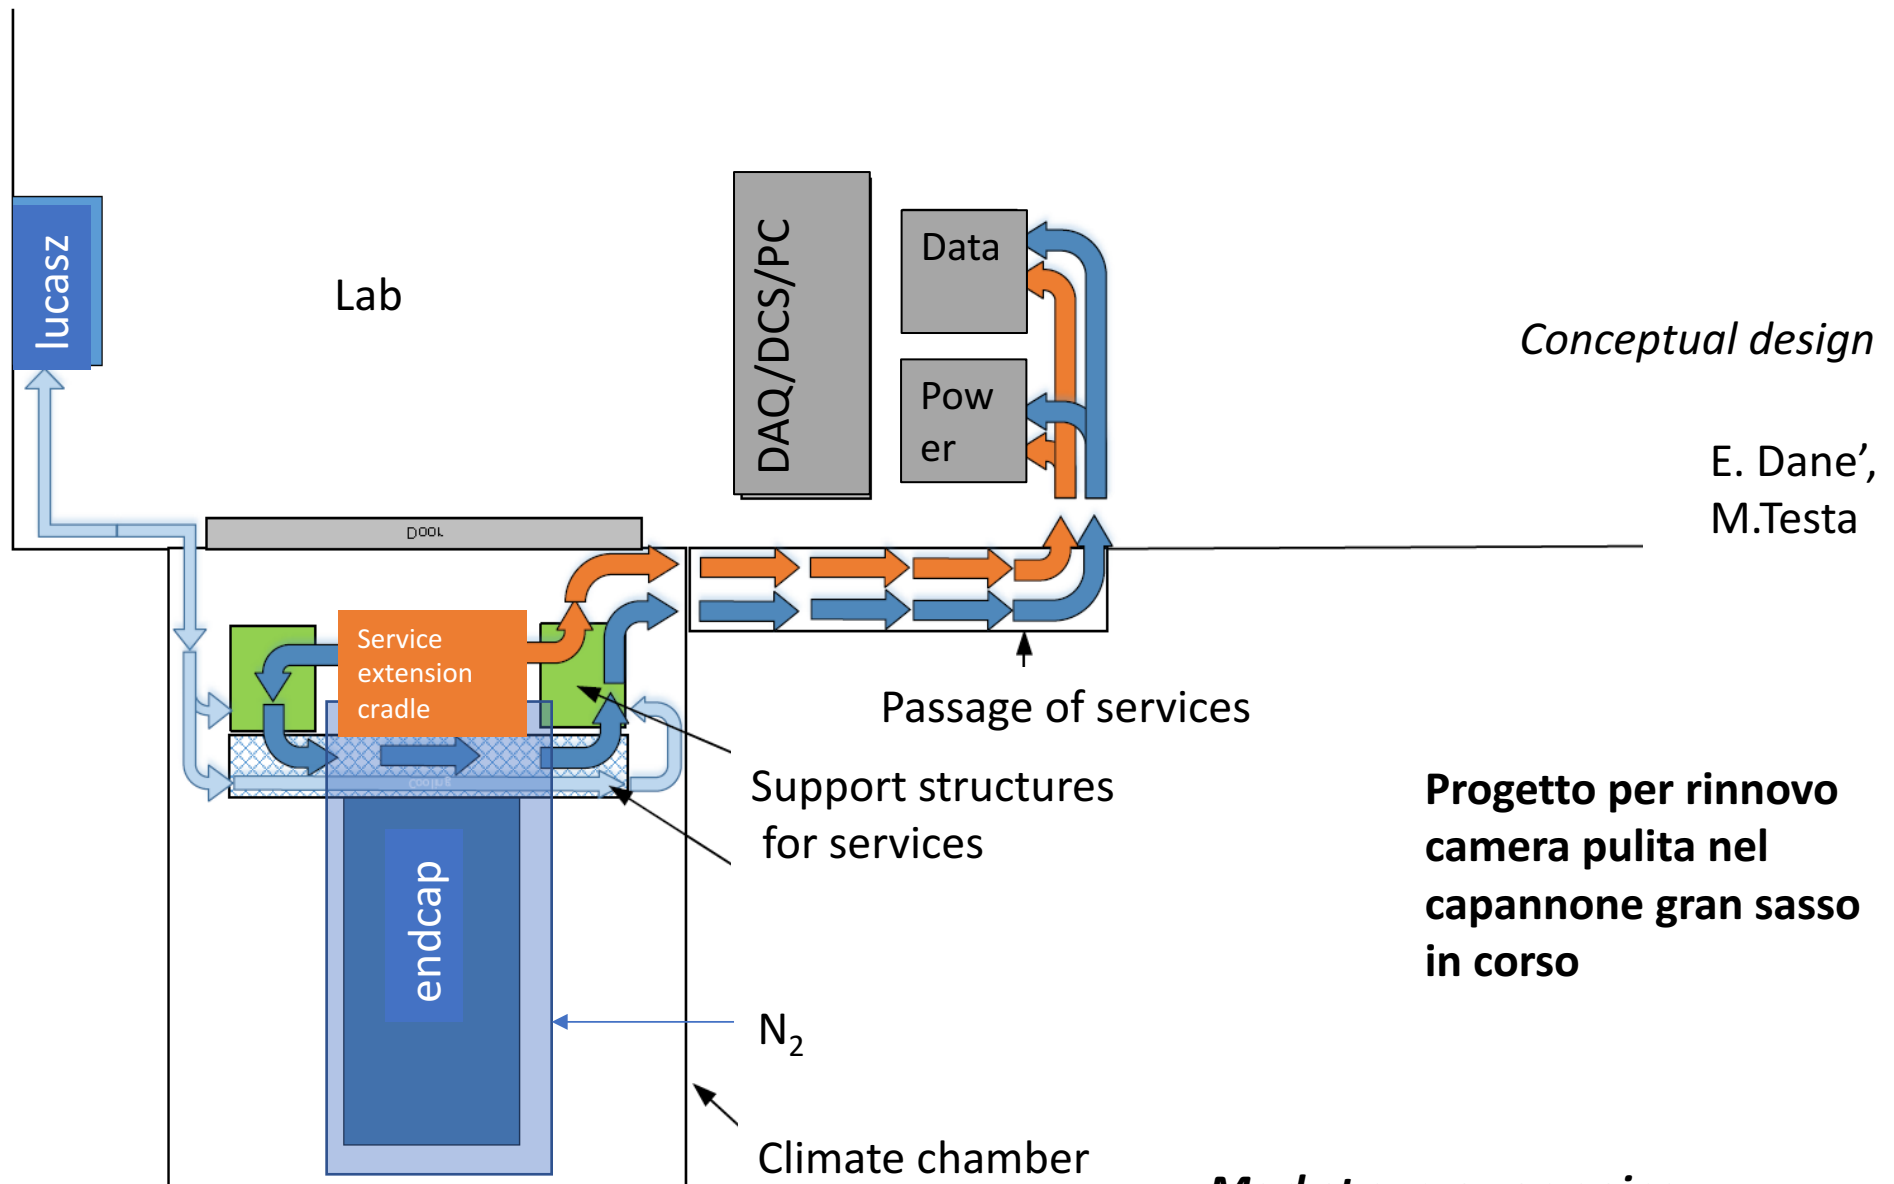 lucasz
Lab
DAQ/DCS/PC
Data
Pow
er
Conceptual design
E. Dane’,
M.Testa
Door
Service
extension
cradle
Passage of services
Support structures
for services
endcap
N2
Climate chamber
Progetto per rinnovo
camera pulita nel
capannone gran sasso
in corso